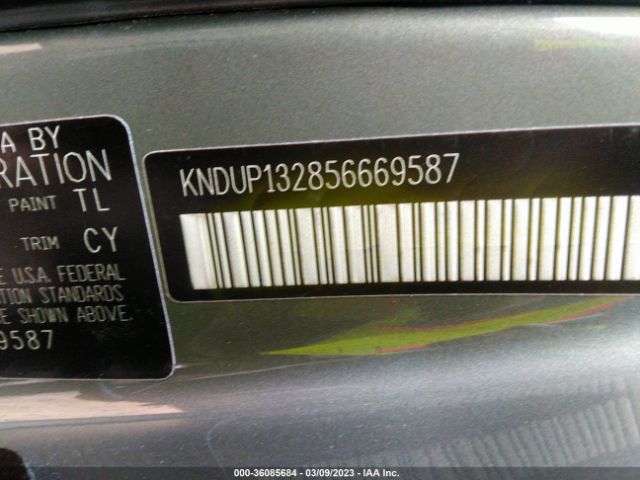 A BY
RATION
PAINT TL
TRIM CY
E U.S.A. FEDERAL
TION STANDARDS
E SHOWN ABOVE.
9587
KNDUP132856669587
000-36085684 / 03/09/2023 / IAA Inc.